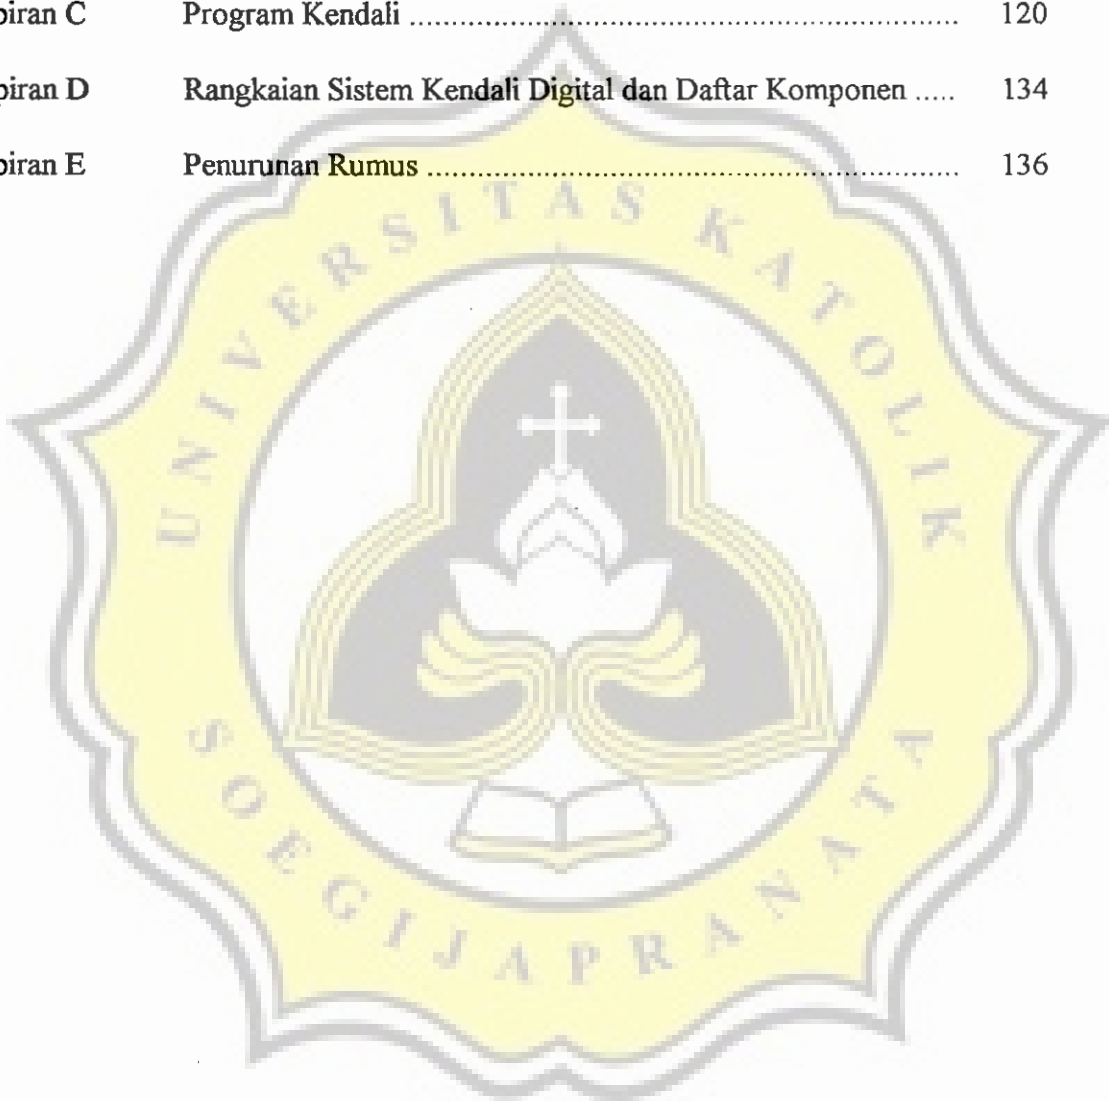 piran C Program Kendali ................................................................ 120
piran D Rangkaian Sistem Kendali Digital dan Daftar Komponen ..... 134
piran E Penurunan Rumus .............................................................. 136
UNIVERSITAS KATOLIK
SOEGIJAPRANATA